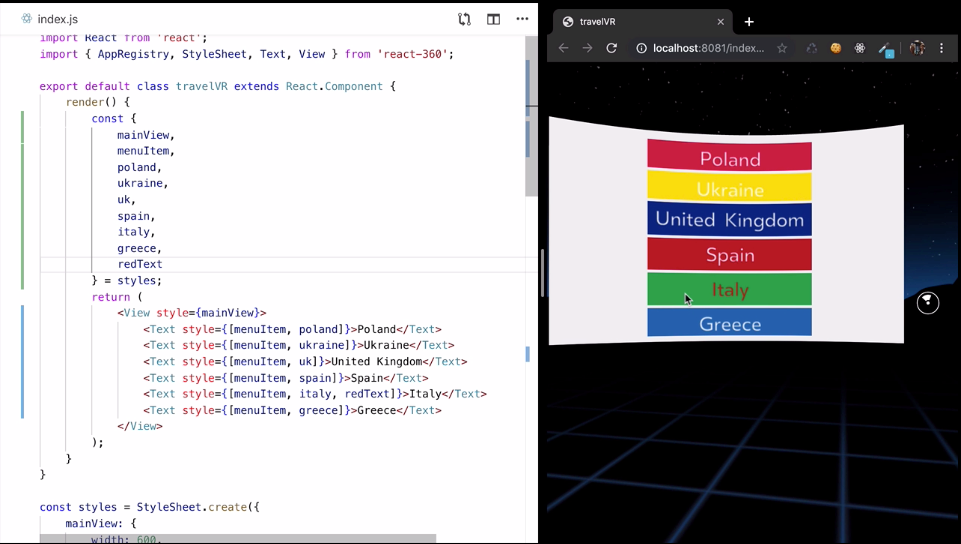 index.js
import React from 'react';
import { AppRegistry, StyleSheet, Text, View } from 'react-360';
export default class travelVR extends React.Component {
render() {
const {
mainView,
menuItem,
poland,
ukraine,
uk,
spain,
italy,
greece,
redText
} = styles;
return (
<View style={mainView}>
<Text style={[menuItem, poland]}>Poland</Text>
<Text style={[menuItem, ukraine]}>Ukraine</Text>
<Text style={[menuItem, uk]}>United Kingdom</Text>
<Text style={[menuItem, spain]}>Spain</Text>
<Text style={[menuItem, italy, redText]}>Italy</Text>
<Text style={[menuItem, greece]}>Greece</Text>
</View>
);
}
}
const styles = StyleSheet.create({
mainView: {
width: 600,
travelVR
localhost:8081/index...
Poland
Ukraine
United Kingdom
Spain
Italy
Greece